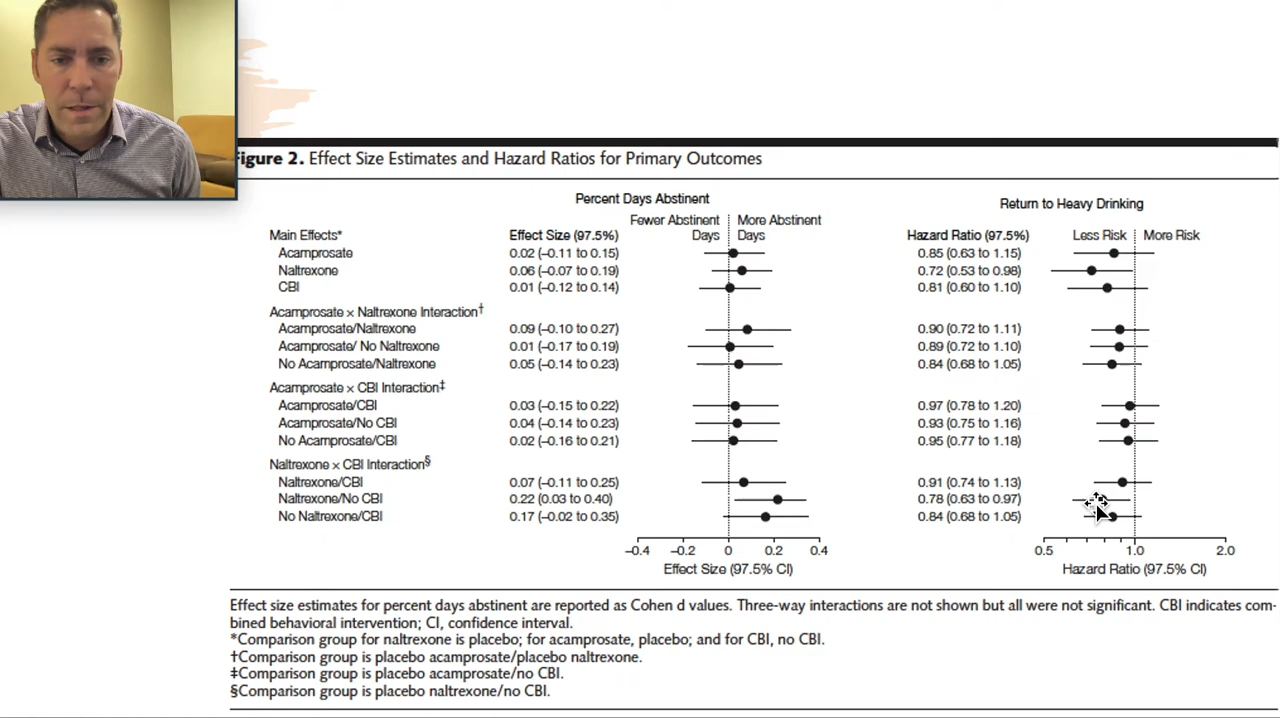 igure 2. Effect Size Estimates and Hazard Ratios for Primary Outcomes
Percent Days Abstinent
Return to Heavy Drinking
Fewer Abstinent More Abstinent
Main Effects* Effect Size (97.5%) Days Days Hazard Ratio (97.5%) Less Risk More Risk
Acamprosate 0.02 (–0.11 to 0.15) 0.85 (0.63 to 1.15)
Naltrexone 0.06 (–0.07 to 0.19) 0.72 (0.53 to 0.98)
CBI 0.01 (–0.12 to 0.14) 0.81 (0.60 to 1.10)
Acamprosate × Naltrexone Interaction†
Acamprosate/Naltrexone 0.09 (–0.10 to 0.27) 0.90 (0.72 to 1.11)
Acamprosate/ No Naltrexone 0.01 (–0.17 to 0.19) 0.89 (0.72 to 1.10)
No Acamprosate/Naltrexone 0.05 (–0.14 to 0.23) 0.84 (0.68 to 1.05)
Acamprosate × CBI Interaction‡
Acamprosate/CBI 0.03 (–0.15 to 0.22) 0.97 (0.78 to 1.20)
Acamprosate/No CBI 0.04 (–0.14 to 0.23) 0.93 (0.75 to 1.16)
No Acamprosate/CBI 0.02 (–0.16 to 0.21) 0.95 (0.77 to 1.18)
Naltrexone × CBI Interaction§
Naltrexone/CBI 0.07 (–0.11 to 0.25) 0.91 (0.74 to 1.13)
Naltrexone/No CBI 0.22 (0.03 to 0.40) 0.78 (0.63 to 0.97)
No Naltrexone/CBI 0.17 (–0.02 to 0.35) 0.84 (0.68 to 1.05)
–0.4 –0.2 0 0.2 0.4 0.5 1.0 2.0
Effect Size (97.5% CI) Hazard Ratio (97.5% CI)
Effect size estimates for percent days abstinent are reported as Cohen d values. Three-way interactions are not shown but all were not significant. CBI indicates com-
bined behavioral intervention; CI, confidence interval.
*Comparison group for naltrexone is placebo; for acamprosate, placebo; and for CBI, no CBI.
†Comparison group is placebo acamprosate/placebo naltrexone.
‡Comparison group is placebo acamprosate/no CBI.
§Comparison group is placebo naltrexone/no CBI.